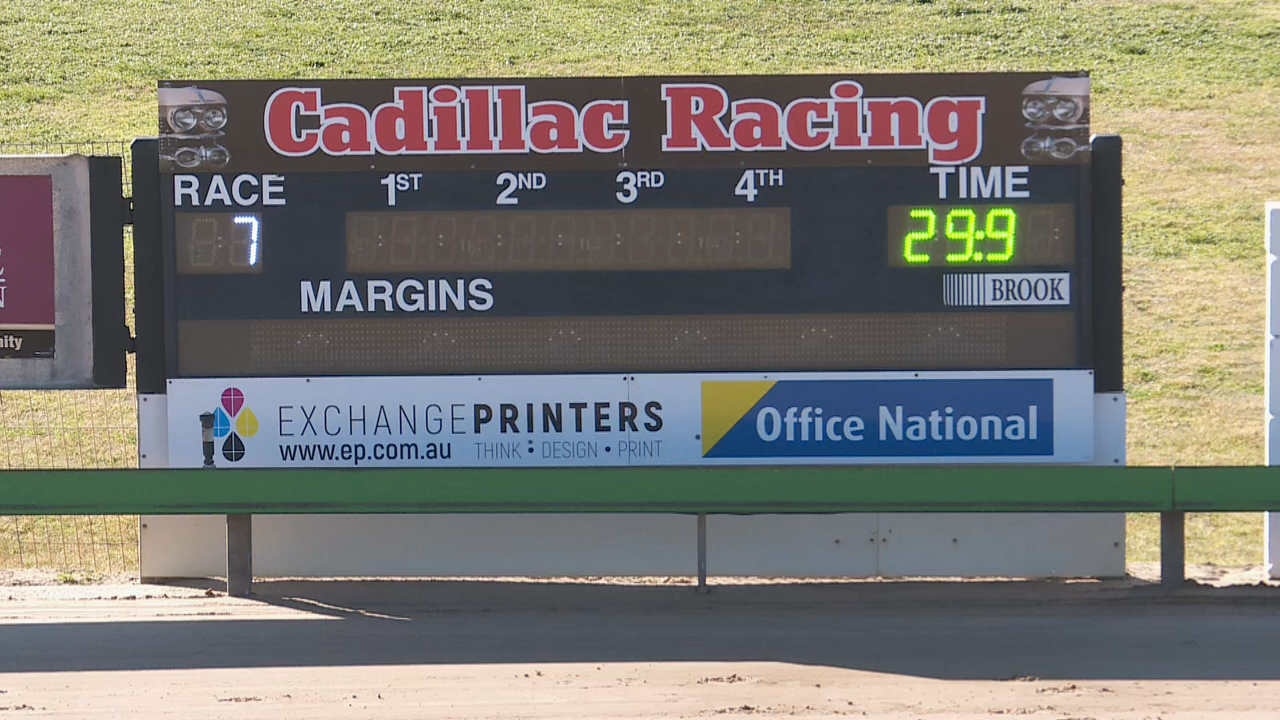 Cadillac Racing
RACE 1ST 2ND 3RD 4TH TIME
7 29:9
MARGINS
BROOK
EXCHANGEPRINTERS
www.ep.com.au THINK : DESIGN • PRINT
Office National